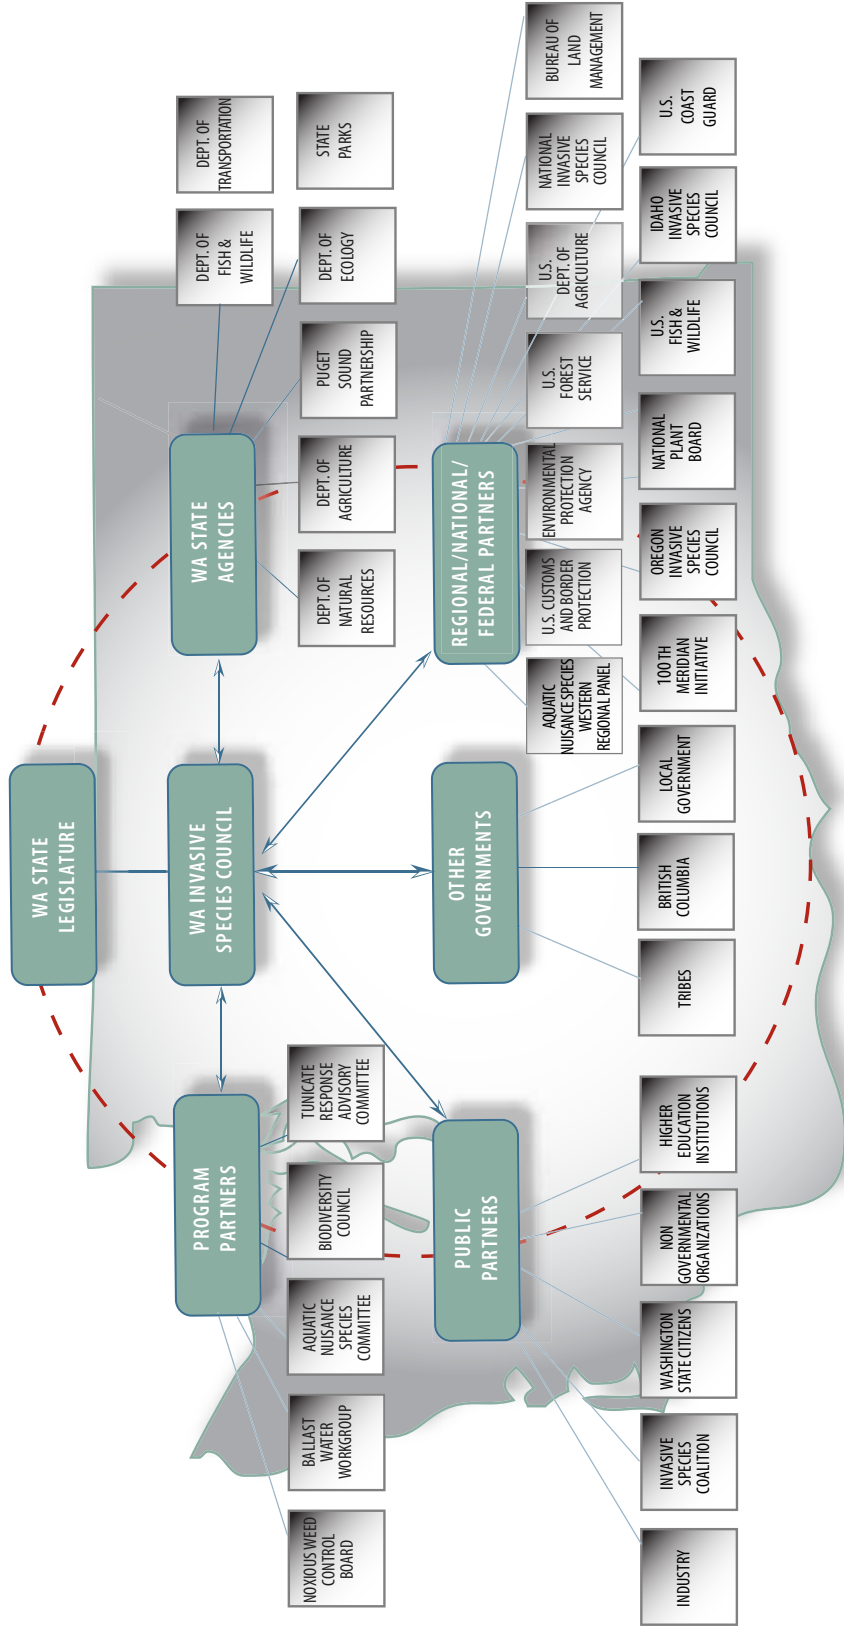 WA STATE
LEGISLATURE
PROGRAM
PARTNERS
WA INVASIVE
SPECIES COUNCIL
WA STATE
AGENCIES
DEPT. OF
FISH &
WILDLIFE
DEPT. OF
TRANSPORTATION
NOXIOUS WEED
CONTROL
BOARD
BALLAST
WATER
WORKGROUP
AQUATIC
NUISANCE
SPECIES
COMMITTEE
BIODIVERSITY
COUNCIL
TUNICATE
RESPONSE
ADVISORY
COMMITTEE
DEPT. OF
NATURAL
RESOURCES
DEPT. OF
AGRICULTURE
PUGET
SOUND
PARTNERSHIP
DEPT. OF
ECOLOGY
STATE
PARKS
PUBLIC
PARTNERS
OTHER
GOVERNMENTS
REGIONAL/NATIONAL/
FEDERAL PARTNERS
AQUATIC
NUISANCE SPECIES
WESTERN
REGIONAL PANEL
U.S. CUSTOMS
AND BORDER
PROTECTION
ENVIRONMENTAL
PROTECTION
AGENCY
U.S.
FOREST
SERVICE
U.S.
DEPT. OF
AGRICULTURE
NATIONAL
INVASIVE
SPECIES
COUNCIL
BUREAU OF
LAND
MANAGEMENT
INDUSTRY
INVASIVE
SPECIES
COALITION
WASHINGTON
STATE CITIZENS
NON
GOVERNMENTAL
ORGANIZATIONS
HIGHER
EDUCATION
INSTITUTIONS
TRIBES
BRITISH
COLUMBIA
LOCAL
GOVERNMENT
100TH
MERIDIAN
INITIATIVE
OREGON
INVASIVE
SPECIES
COUNCIL
NATIONAL
PLANT
BOARD
U.S.
FISH &
WILDLIFE
IDAHO
INVASIVE
SPECIES
COUNCIL
U.S.
COAST
GUARD